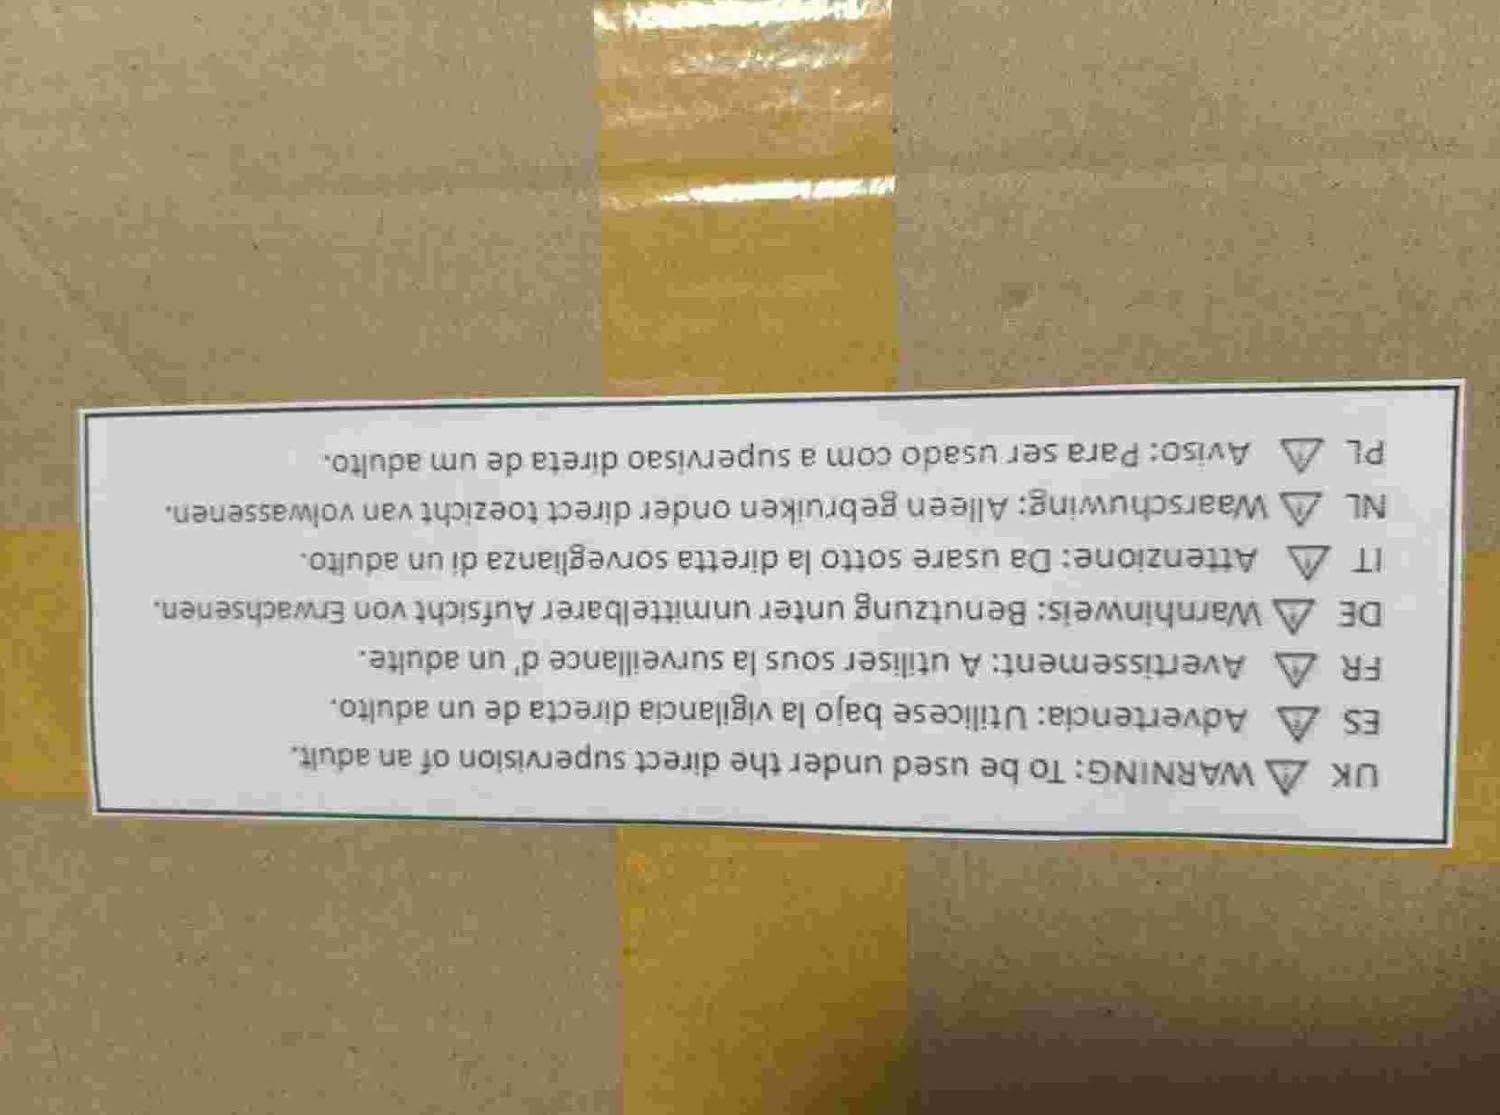 UK ⚠ WARNING: To be used under the direct supervision of an adult.
ES ⚠ Advertencia: Utilícese bajo la vigilancia directa de un adulto.
FR ⚠ Avertissement: A utiliser sous la surveillance d' un adulte.
DE ⚠ Warnhinweis: Benutzung unter unmittelbarer Aufsicht von Erwachsenen.
IT ⚠ Attenzione: Da usare sotto la diretta sorveglianza di un adulto.
NL ⚠ Waarschuwing: Alleen gebruiken onder direct toezicht van volwassenen.
PL ⚠ Aviso: Para ser usado com a supervisao direta de um adulto.